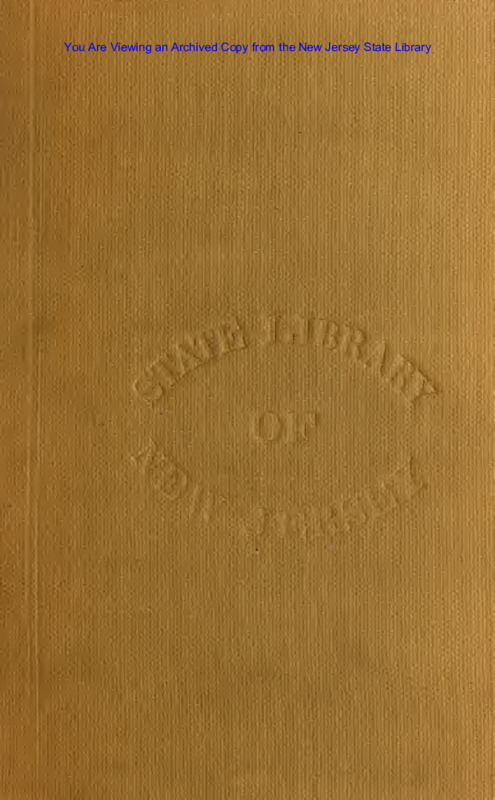 You Are Viewing an Archived Copy from the New Jersey State Library
STATE LIBRARY
OF
NEW JERSEY